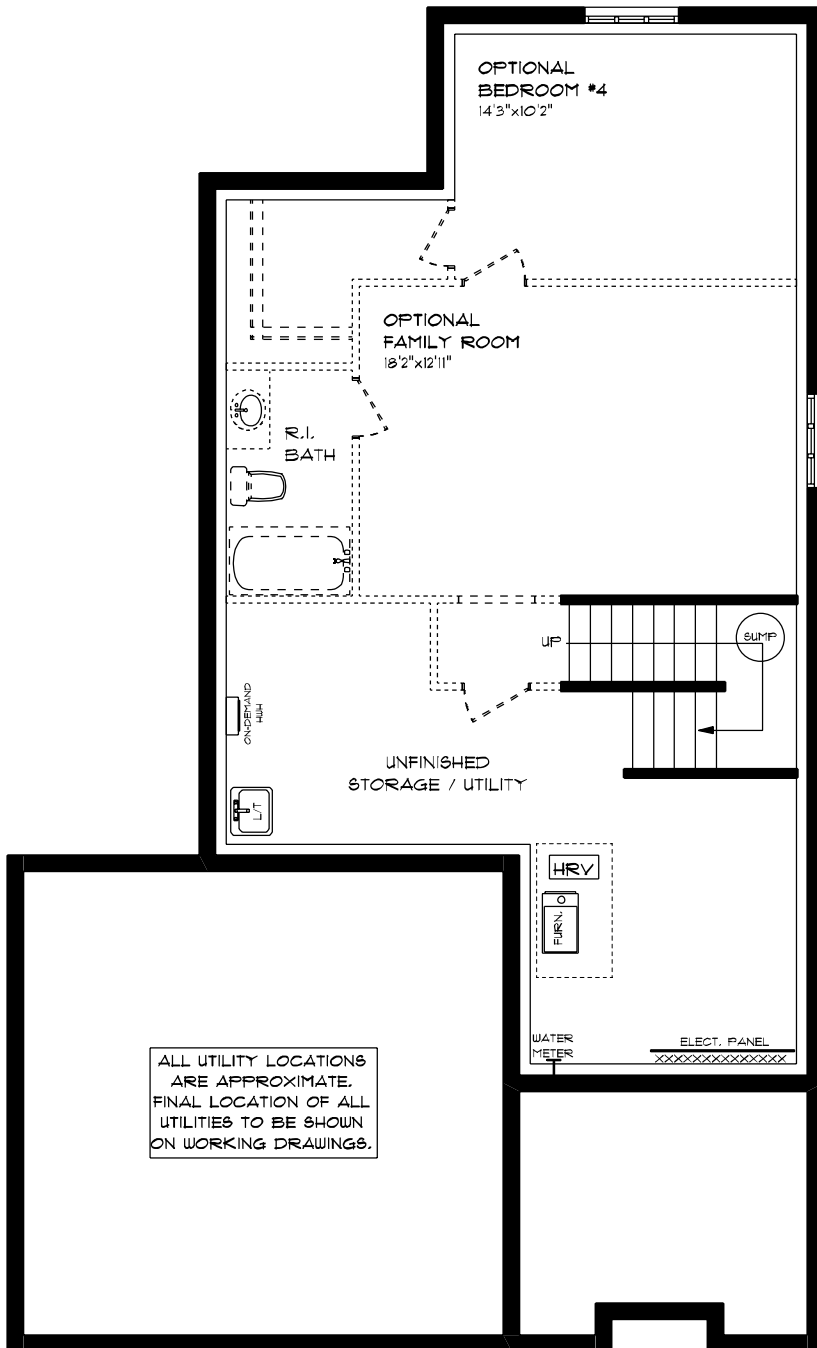 OPTIONAL
BEDROOM #4
14'3"x10'2"
OPTIONAL
FAMILY ROOM
18'2"x12'11"
R.I.
BATH
UP
SUMP
ON-DEMAND
HWH
UNFINISHED
STORAGE / UTILITY
L/T
HRV
FURN.
WATER
METER
ELECT. PANEL
ALL UTILITY LOCATIONS
ARE APPROXIMATE.
FINAL LOCATION OF ALL
UTILITIES TO BE SHOWN
ON WORKING DRAWINGS.